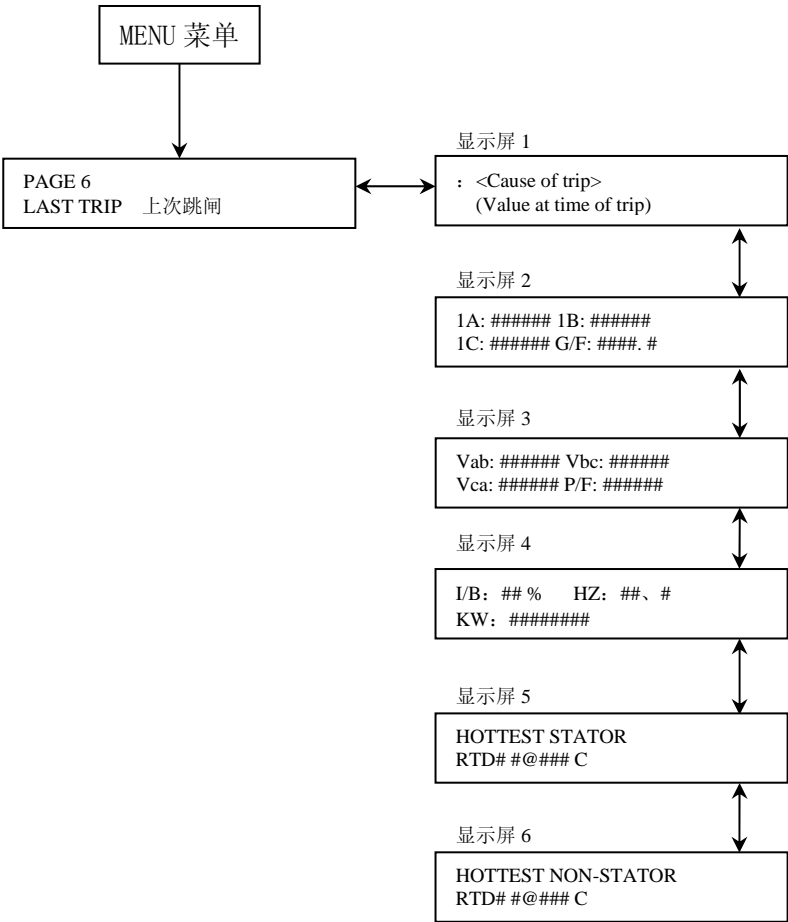 MENU 菜单
PAGE 6
LAST TRIP 上次跳闸
显示屏 1
：<Cause of trip>
(Value at time of trip)
显示屏 2
1A: ###### 1B: ######
1C: ###### G/F: ####. #
显示屏 3
Vab: ###### Vbc: ######
Vca: ###### P/F: ######
显示屏 4
I/B：## % HZ：##、#
KW：########
显示屏 5
HOTTEST STATOR
RTD# #@### C
显示屏 6
HOTTEST NON-STATOR
RTD# #@### C